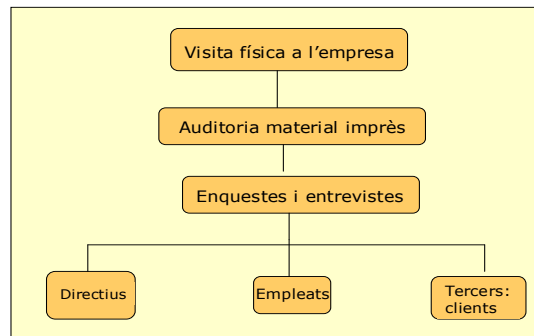 Visita física a l'empresa
Auditoria material imprès
Enquestes i entrevistes
Directius
Empleats
Tercers:
clients